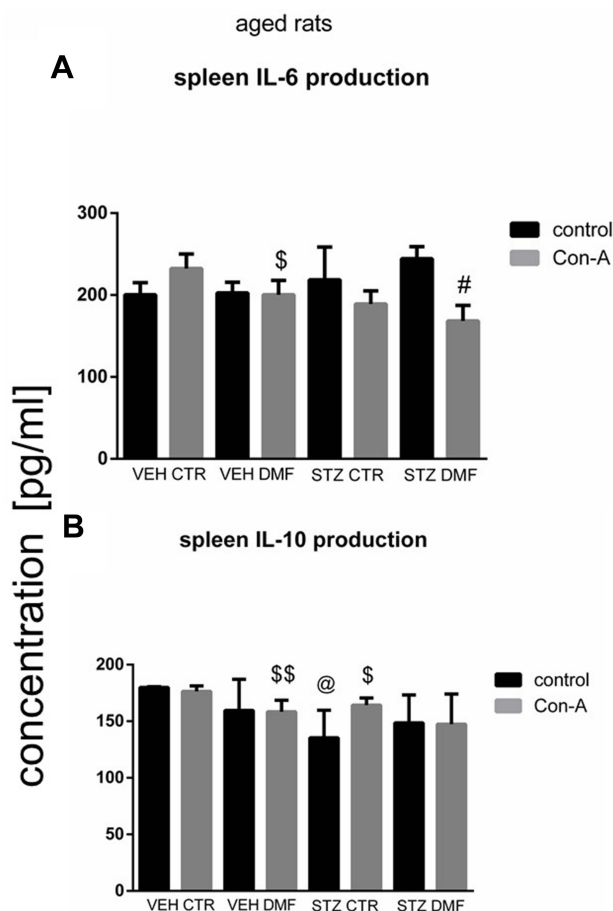 aged rats
A
spleen IL-6 production
300
200
100
0
$
#
control
Con-A
VEH CTR VEH DMF STZ CTR STZ DMF
concentration [pg/ml]
B
spleen IL-10 production
200
150
100
50
0
$$
@
$
control
Con-A
VEH CTR VEH DMF STZ CTR STZ DMF